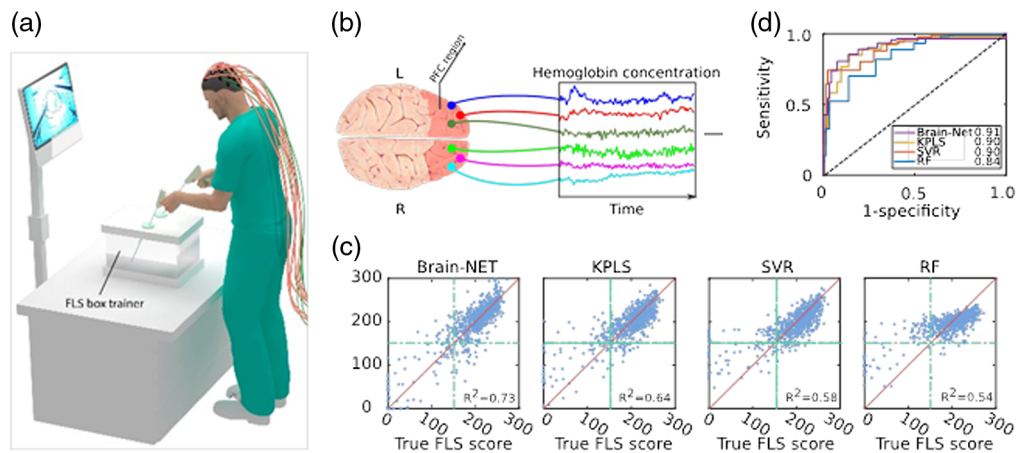 (a)
FLS box trainer
(b)
L
PFC region
R
Hemoglobin concentration
Time
(d)
Sensitivity
1.0
0.5
0
0 0.5 1.0
1-specificity
Brain-Net 0.91
KPLS 0.90
SVR 0.90
RF 0.84
(c)
Brain-NET KPLS SVR RF
300
200
100
0
R²=0.73 R²=0.64 R²=0.58 R²=0.54
0 100 200 300 0 100 200 300 0 100 200 300 0 100 200 300
True FLS score True FLS score True FLS score True FLS score